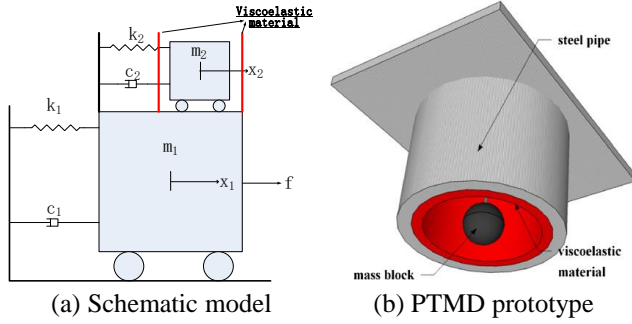 Viscoelastic
material
k₂
m₂
x₂
c₂
k₁
m₁
x₁
f
c₁
steel pipe
mass block
viscoelastic
material
(a) Schematic model
(b) PTMD prototype